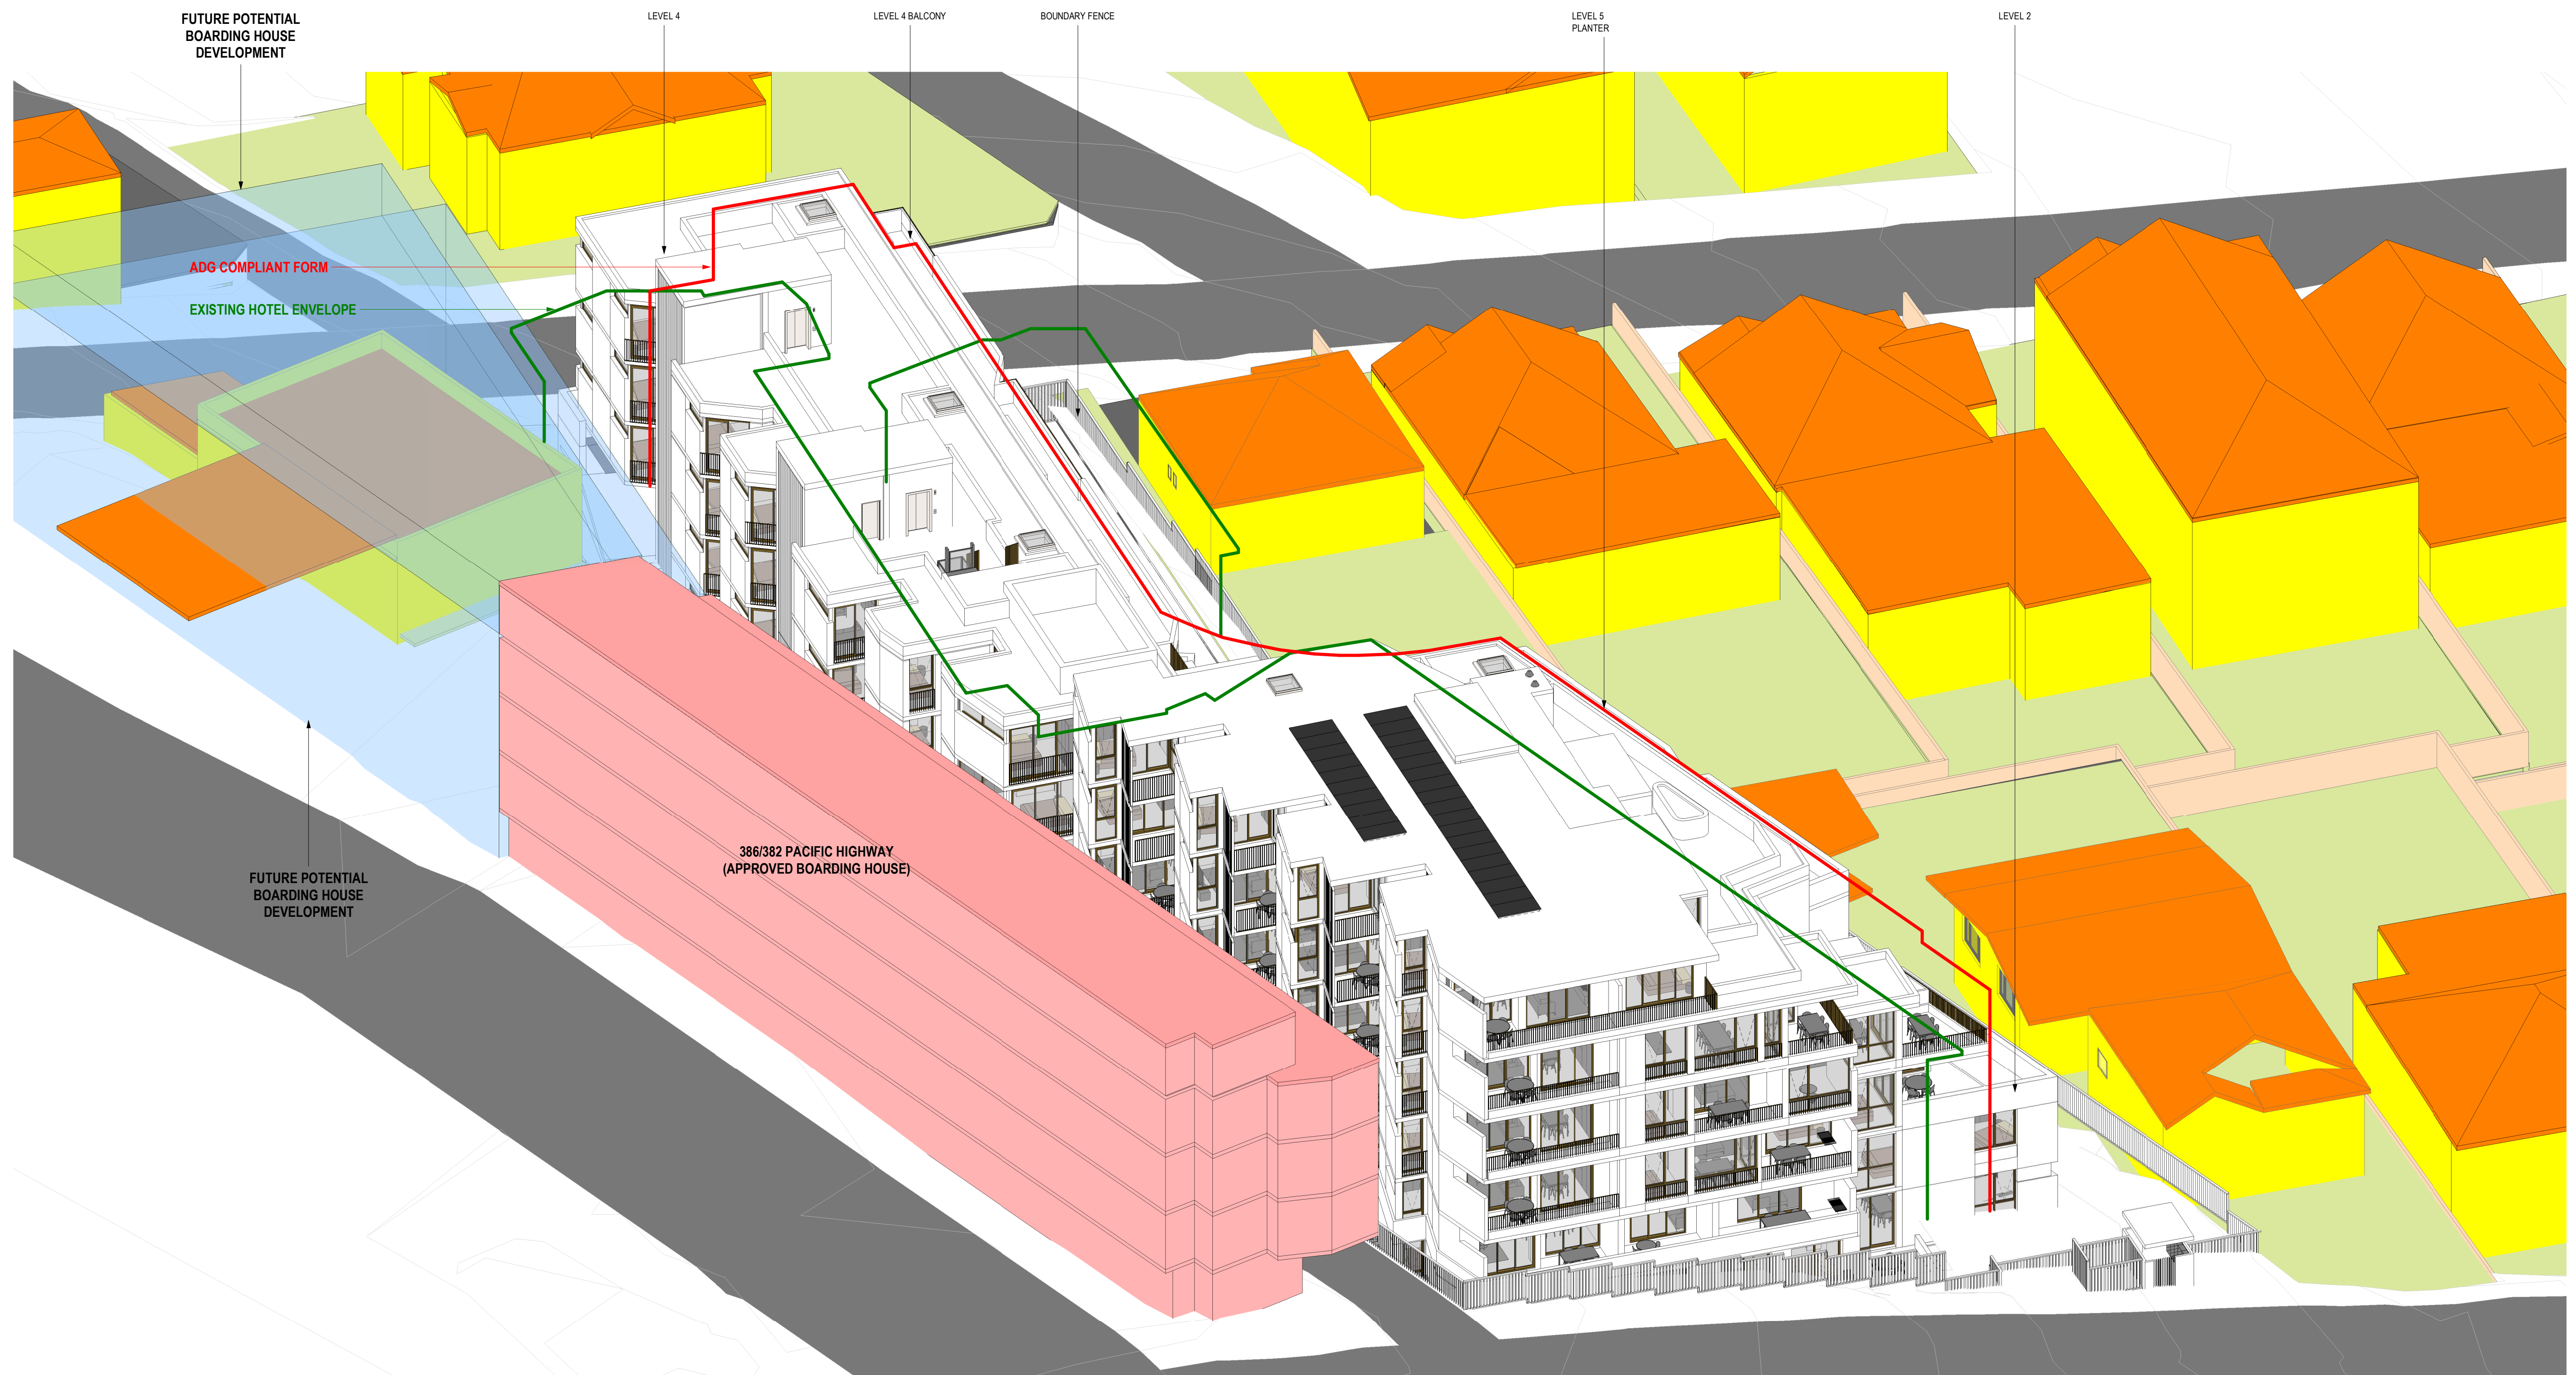 FUTURE POTENTIAL
BOARDING HOUSE
DEVELOPMENT
LEVEL 4
LEVEL 4 BALCONY
BOUNDARY FENCE
LEVEL 5
PLANTER
LEVEL 2
ADG COMPLIANT FORM
EXISTING HOTEL ENVELOPE
386/382 PACIFIC HIGHWAY
(APPROVED BOARDING HOUSE)
FUTURE POTENTIAL
BOARDING HOUSE
DEVELOPMENT